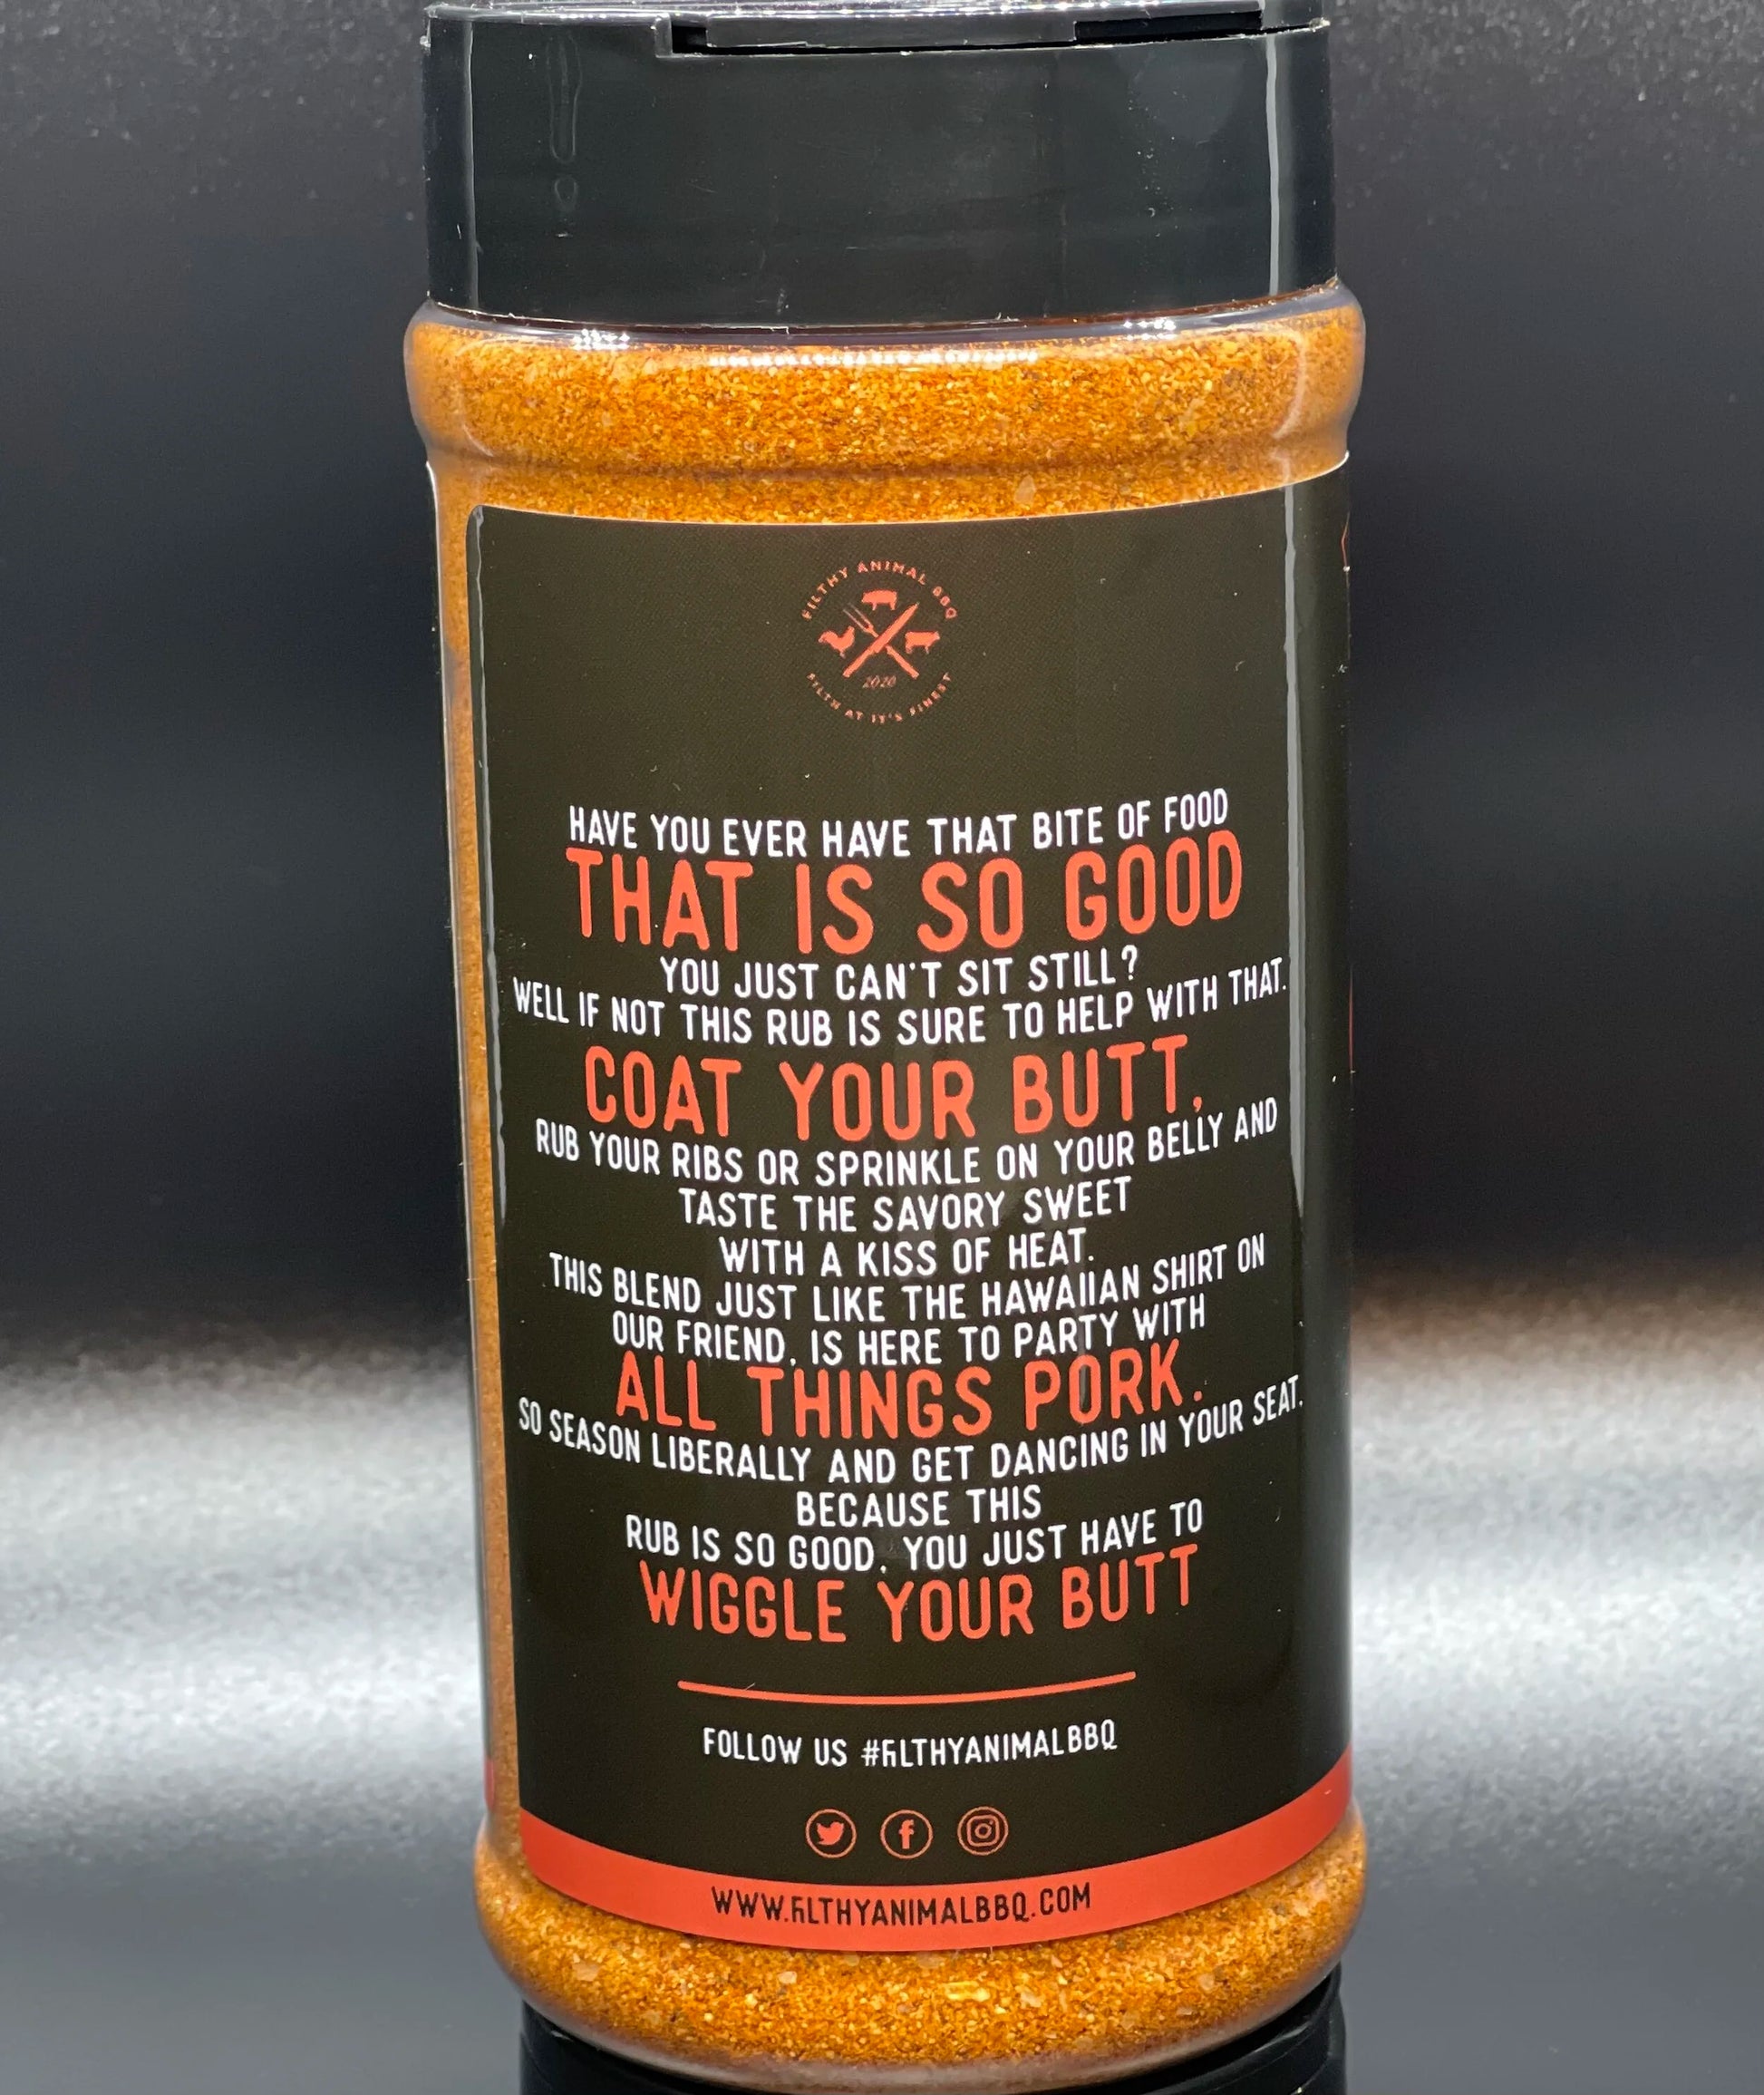 FILTHY ANIMAL BBQ
2020
FILTH AT IT'S FINEST
HAVE YOU EVER HAVE THAT BITE OF FOOD
THAT IS SO GOOD
YOU JUST CAN'T SIT STILL?
WELL IF NOT THIS RUB IS SURE TO HELP WITH THAT.
COAT YOUR BUTT,
RUB YOUR RIBS OR SPRINKLE ON YOUR BELLY AND
TASTE THE SAVORY SWEET
WITH A KISS OF HEAT.
THIS BLEND JUST LIKE THE HAWAIIAN SHIRT ON
OUR FRIEND, IS HERE TO PARTY WITH
ALL THINGS PORK.
SO SEASON LIBERALLY AND GET DANCING IN YOUR SEAT,
BECAUSE THIS
RUB IS SO GOOD, YOU JUST HAVE TO
WIGGLE YOUR BUTT
FOLLOW US #FILTHYANIMALBBQ
WWW.FILTHYANIMALBBQ.COM